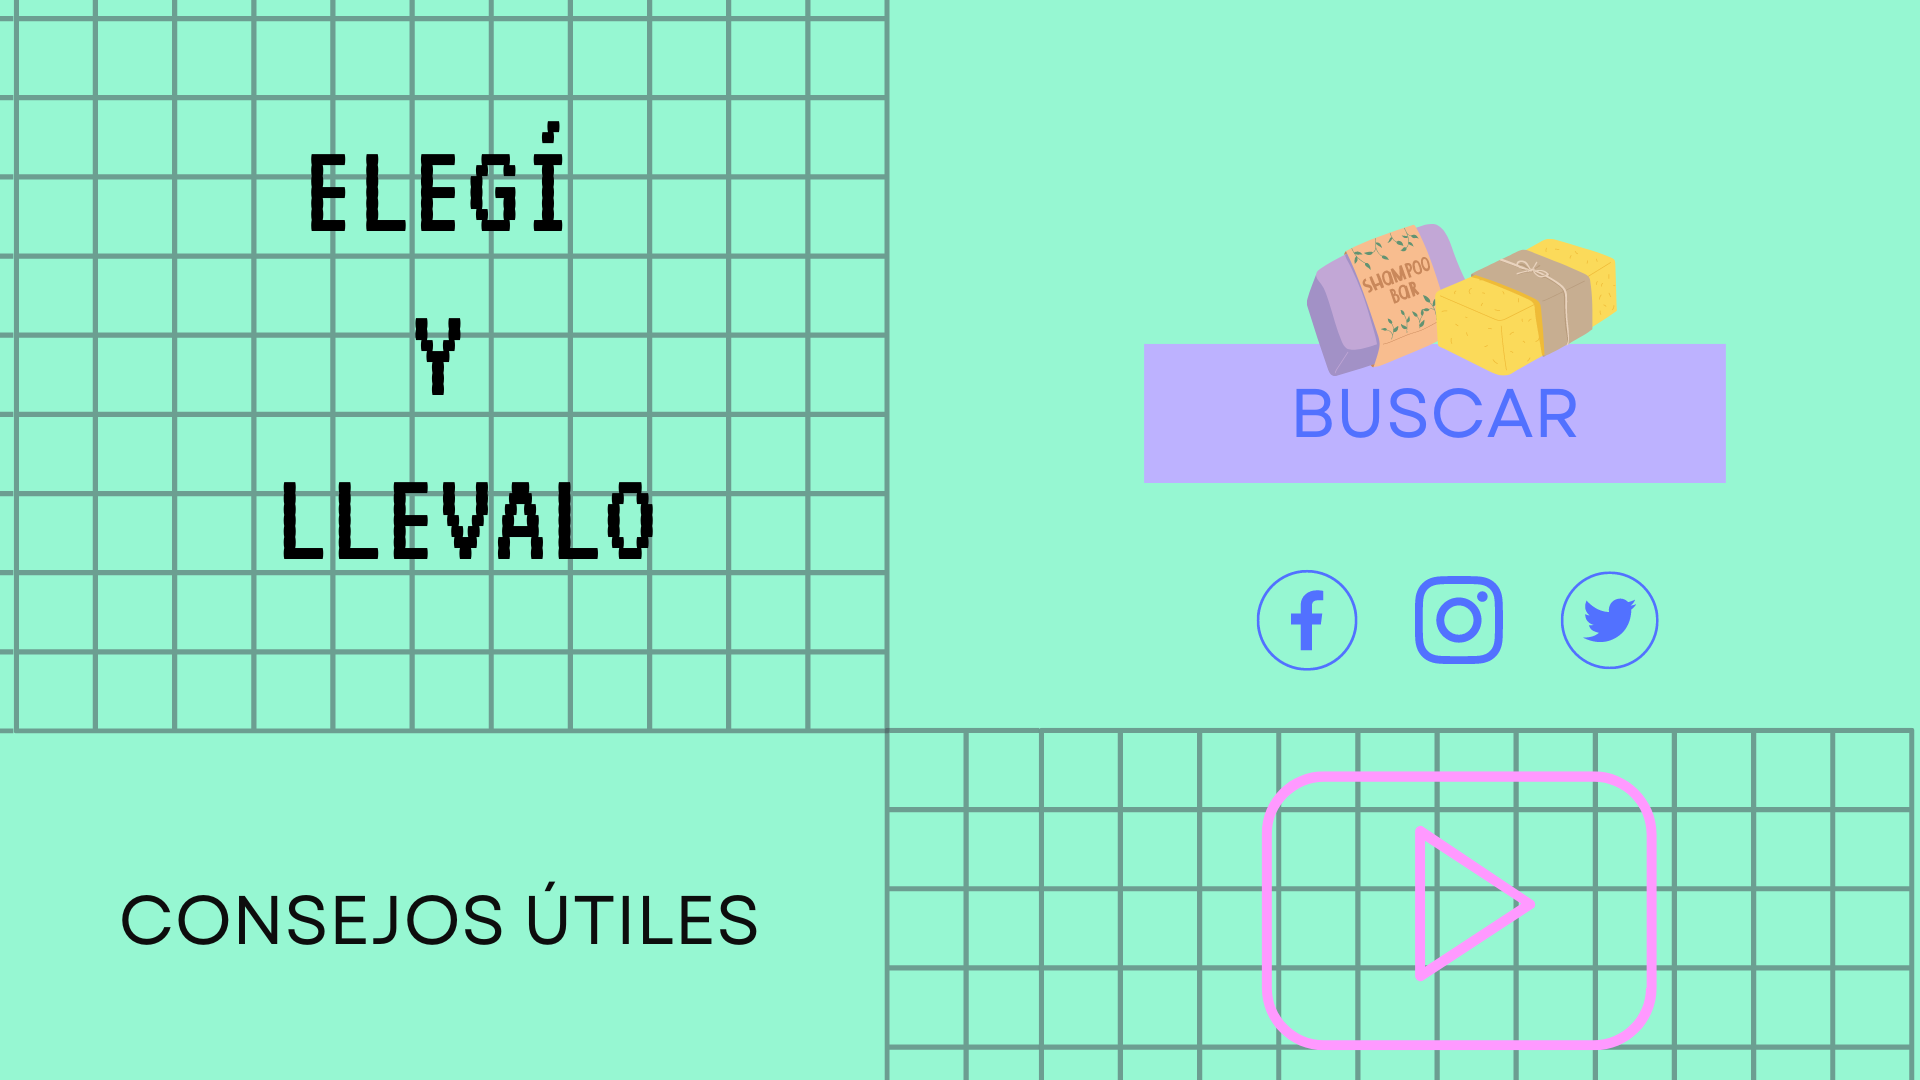 ELEGÍ
Y
LLEVALO
SHAMPOO
BAR
BUSCAR
CONSEJOS ÚTILES